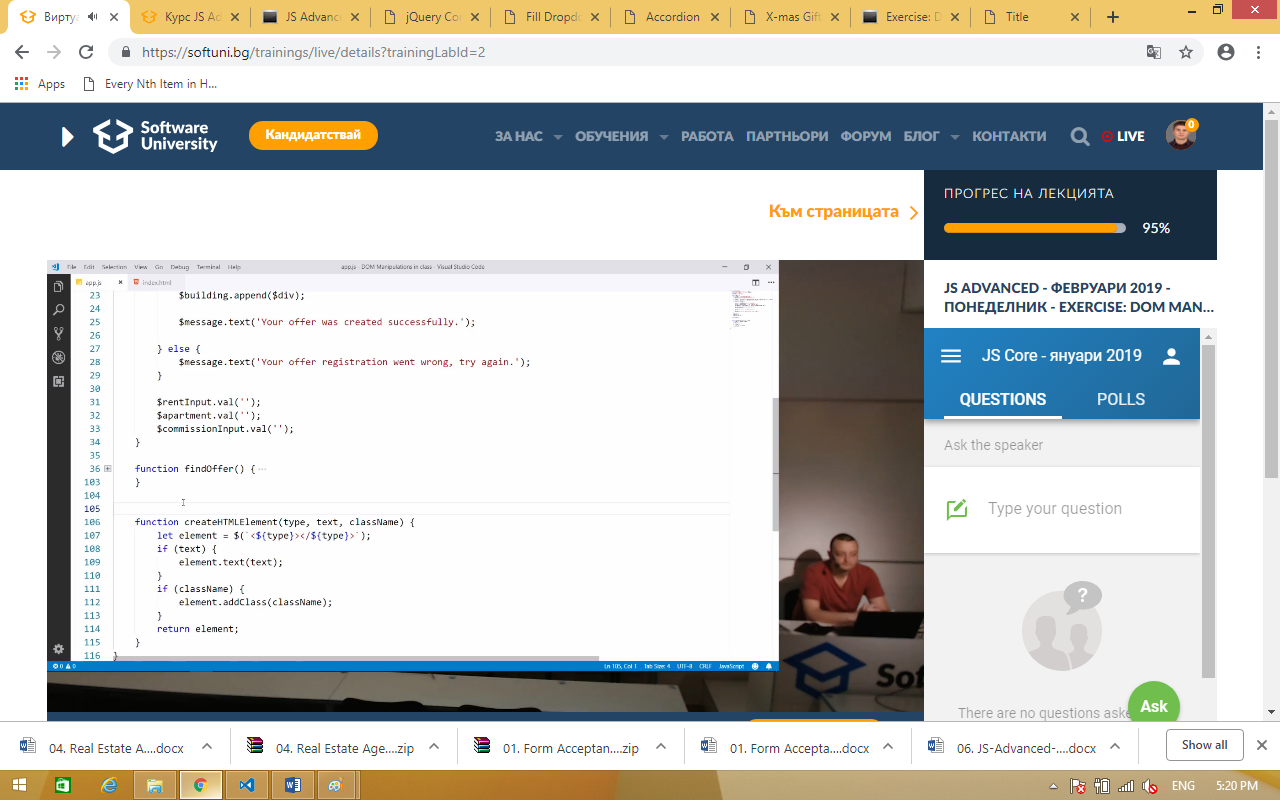 Виртуа
Курс JS Ad
JS Advanc
jQuery Co
Fill Dropdo
Accordion
X-mas Gift
Exercise: D
Title
https://softuni.bg/trainings/live/details?trainingLabId=2
Apps
Every Nth Item in H...
Software
University
Кандидатствай
ЗА НАС
ОБУЧЕНИЯ
РАБОТА
ПАРТНЬОРИ
ФОРУМ
БЛОГ
КОНТАКТИ
LIVE
0
Към страницата
ПРОГРЕС НА ЛЕКЦИЯТА
95%
File Edit Selection View Go Debug Terminal Help
app.js - DOM Manipulations in class - Visual Studio Code
app.js
index.html
23 $building.append($div);
24
25 $message.text('Your offer was created successfully.');
26
27 } else {
28 $message.text('Your offer registration went wrong, try again.');
29 }
30
31 $rentInput.val('');
32 $apartment.val('');
33 $commissionInput.val('');
34 }
35
36 function findOffer() { ...
103 }
104
105
106 function createHTMLElement(type, text, className) {
107 let element = $(`<${type}></${type}>`);
108 if (text) {
109 element.text(text);
110 }
111 if (className) {
112 element.addClass(className);
113 }
114 return element;
115 }
116 }
0 0
Ln 105, Col 1 Tab Size: 4 UTF-8 CRLF JavaScript
Sof
JS ADVANCED - ФЕВРУАРИ 2019 -
ПОНЕДЕЛНИК - EXERCISE: DOM MAN...
JS Core - януари 2019
QUESTIONS
POLLS
Ask the speaker
Type your question
?
There are no questions aske
Ask
04. Real Estate A....docx
04. Real Estate Age....zip
01. Form Acceptan....zip
01. Form Accepta....docx
06. JS-Advanced-....docx
Show all
ENG
5:20 PM